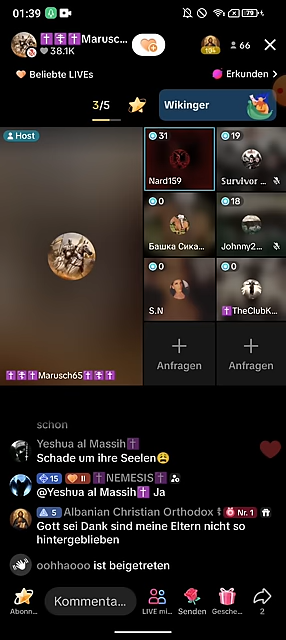 01:39
79
✝️✝️☦️Marusc...
38.1K
66
Beliebte LIVEs
Erkunden >
3/5
Wikinger
Host
31
Nard159
19
Survivor ...
0
Башка Сика...
18
Johnny2...
0
S.N
0
✝️TheClubK...
✝️✝️✝️Marusch65✝️✝️✝️
+
Anfragen
+
Anfragen
schon
Yeshua al Massih✝️
Schade um ihre Seelen😩
15 II ✝️NEMESIS✝️
@Yeshua al Massih✝️ Ja
5 Albanian Christian Orthodox ☦ Nr. 1
Gott sei Dank sind meine Eltern nicht so
hintergeblieben
oohhaooo ist beigetreten
Abonn...
Kommenta...
LIVE mi...
Senden
Gesche...
2